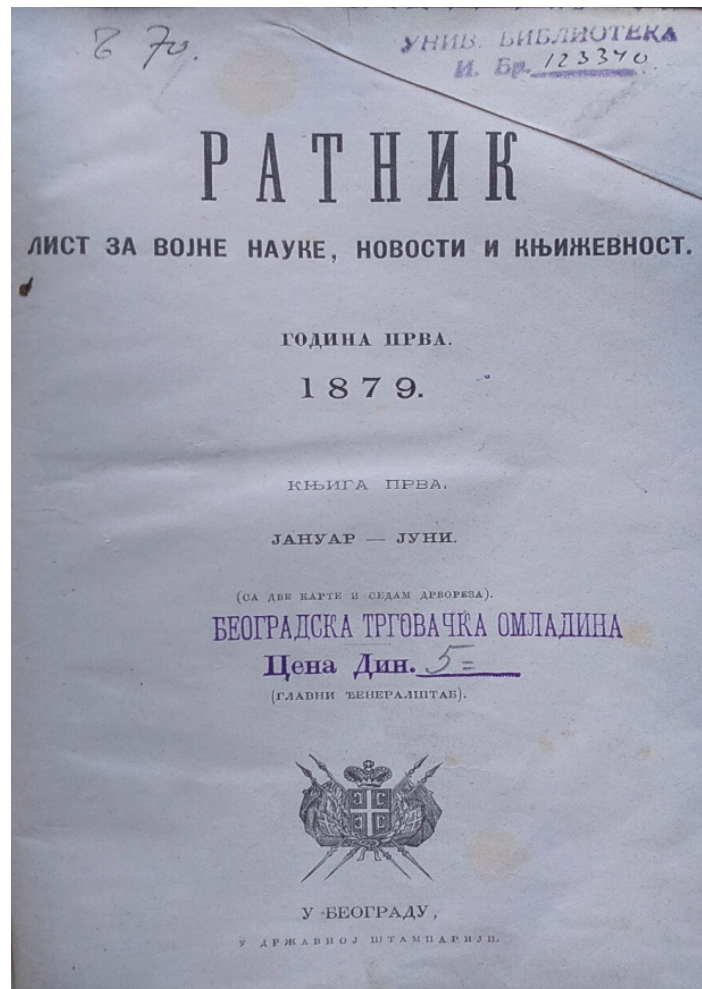 70.
УНИВ. БИБЛИОТЕКА
И. Бр. 123340
РАТНИК
ЛИСТ ЗА ВОЈНЕ НАУКЕ, НОВОСТИ И КЊИЖЕВНОСТ.
ГОДИНА ПРВА.
1879.
КЊИГА ПРВА.
ЈАНУАР — ЈУНИ.
(СА ДВЕ КАРТЕ И СЕДАМ ДРВОРЕЗА).
БЕОГРАДСКА ТРГОВАЧКА ОМЛАДИНА
Цена Дин. 5=
(ГЛАВНИ ЂЕНЕРАЛШТАБ).
У БЕОГРАДУ,
У ДРЖАВНОЈ ШТАМПАРИЈИ.